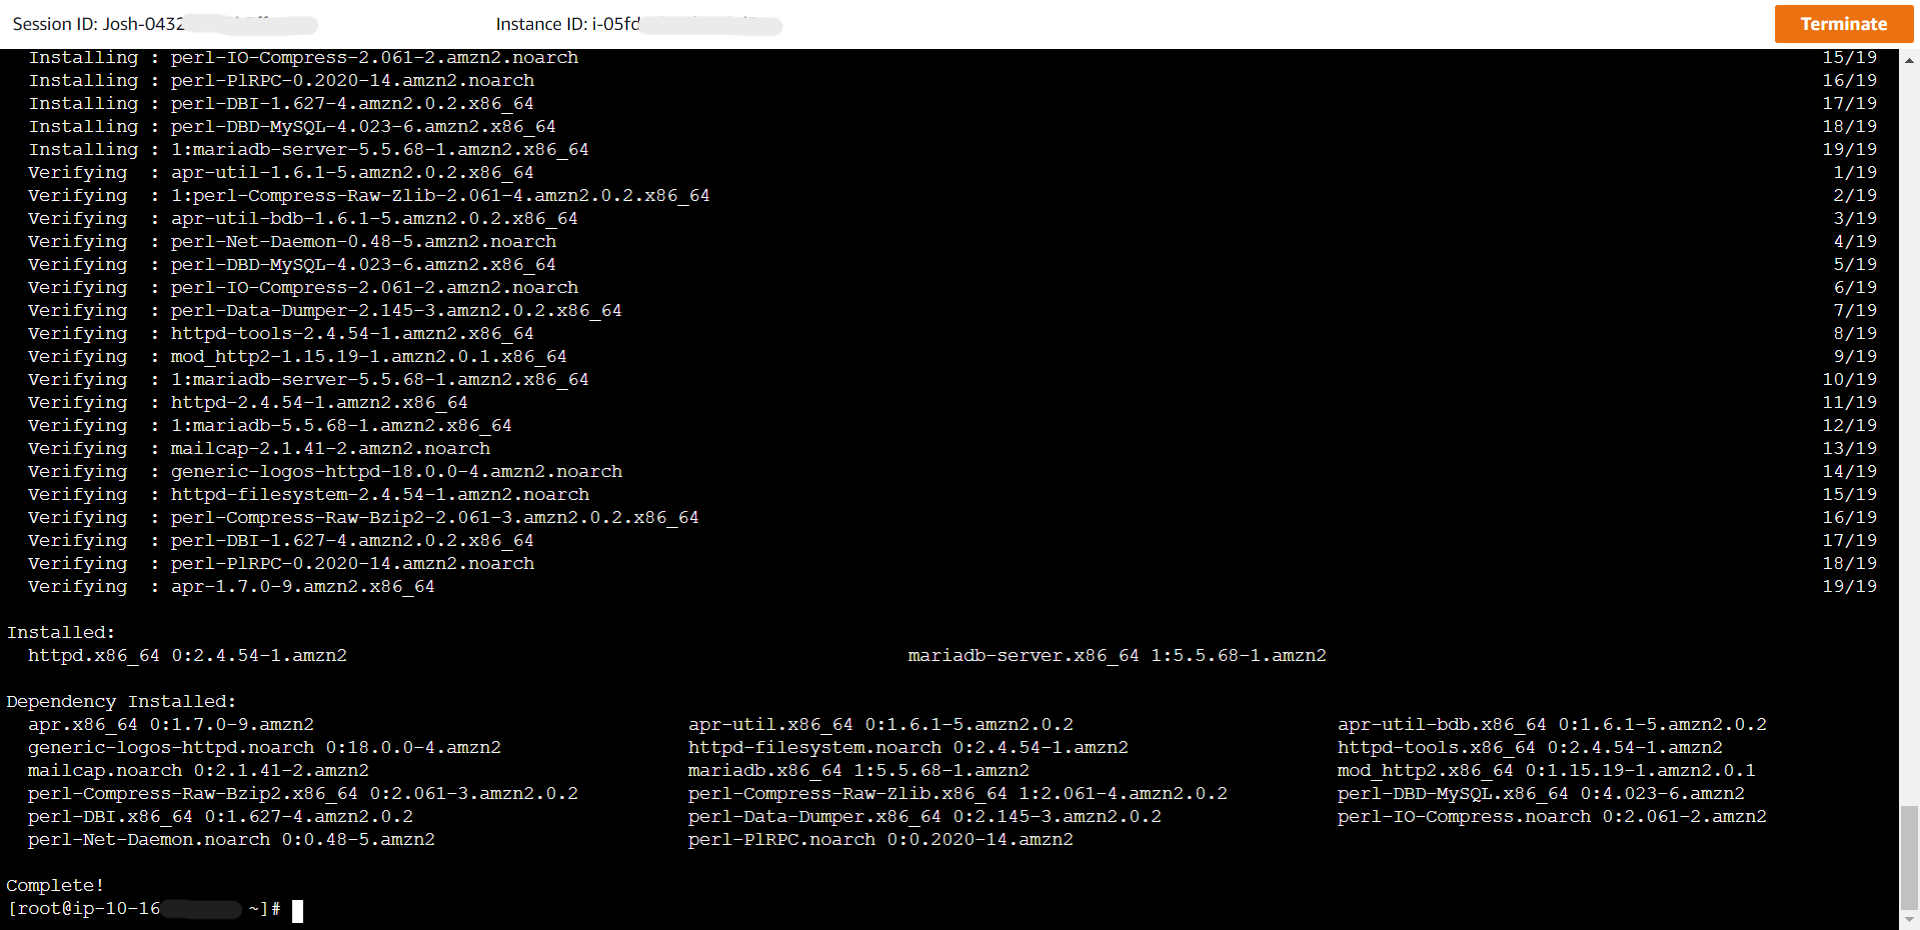 Session ID: Josh-0432 Instance ID: i-05fd Terminate
Installing : perl-IO-Compress-2.061-2.amzn2.noarch 15/19
Installing : perl-PlRPC-0.2020-14.amzn2.noarch 16/19
Installing : perl-DBI-1.627-4.amzn2.0.2.x86_64 17/19
Installing : perl-DBD-MySQL-4.023-6.amzn2.x86_64 18/19
Installing : 1:mariadb-server-5.5.68-1.amzn2.x86_64 19/19
Verifying : apr-util-1.6.1-5.amzn2.0.2.x86_64 1/19
Verifying : 1:perl-Compress-Raw-Zlib-2.061-4.amzn2.0.2.x86_64 2/19
Verifying : apr-util-bdb-1.6.1-5.amzn2.0.2.x86_64 3/19
Verifying : perl-Net-Daemon-0.48-5.amzn2.noarch 4/19
Verifying : perl-DBD-MySQL-4.023-6.amzn2.x86_64 5/19
Verifying : perl-IO-Compress-2.061-2.amzn2.noarch 6/19
Verifying : perl-Data-Dumper-2.145-3.amzn2.0.2.x86_64 7/19
Verifying : httpd-tools-2.4.54-1.amzn2.x86_64 8/19
Verifying : mod_http2-1.15.19-1.amzn2.0.1.x86_64 9/19
Verifying : 1:mariadb-server-5.5.68-1.amzn2.x86_64 10/19
Verifying : httpd-2.4.54-1.amzn2.x86_64 11/19
Verifying : 1:mariadb-5.5.68-1.amzn2.x86_64 12/19
Verifying : mailcap-2.1.41-2.amzn2.noarch 13/19
Verifying : generic-logos-httpd-18.0.0-4.amzn2.noarch 14/19
Verifying : httpd-filesystem-2.4.54-1.amzn2.noarch 15/19
Verifying : perl-Compress-Raw-Bzip2-2.061-3.amzn2.0.2.x86_64 16/19
Verifying : perl-DBI-1.627-4.amzn2.0.2.x86_64 17/19
Verifying : perl-PlRPC-0.2020-14.amzn2.noarch 18/19
Verifying : apr-1.7.0-9.amzn2.x86_64 19/19
Installed:
httpd.x86_64 0:2.4.54-1.amzn2 mariadb-server.x86_64 1:5.5.68-1.amzn2
Dependency Installed:
apr.x86_64 0:1.7.0-9.amzn2 apr-util.x86_64 0:1.6.1-5.amzn2.0.2 apr-util-bdb.x86_64 0:1.6.1-5.amzn2.0.2
generic-logos-httpd.noarch 0:18.0.0-4.amzn2 httpd-filesystem.noarch 0:2.4.54-1.amzn2 httpd-tools.x86_64 0:2.4.54-1.amzn2
mailcap.noarch 0:2.1.41-2.amzn2 mariadb.x86_64 1:5.5.68-1.amzn2 mod_http2.x86_64 0:1.15.19-1.amzn2.0.1
perl-Compress-Raw-Bzip2.x86_64 0:2.061-3.amzn2.0.2 perl-Compress-Raw-Zlib.x86_64 1:2.061-4.amzn2.0.2 perl-DBD-MySQL.x86_64 0:4.023-6.amzn2
perl-DBI.x86_64 0:1.627-4.amzn2.0.2 perl-Data-Dumper.x86_64 0:2.145-3.amzn2.0.2 perl-IO-Compress.noarch 0:2.061-2.amzn2
perl-Net-Daemon.noarch 0:0.48-5.amzn2 perl-PlRPC.noarch 0:0.2020-14.amzn2
Complete!
[root@ip-10-16 ~]#